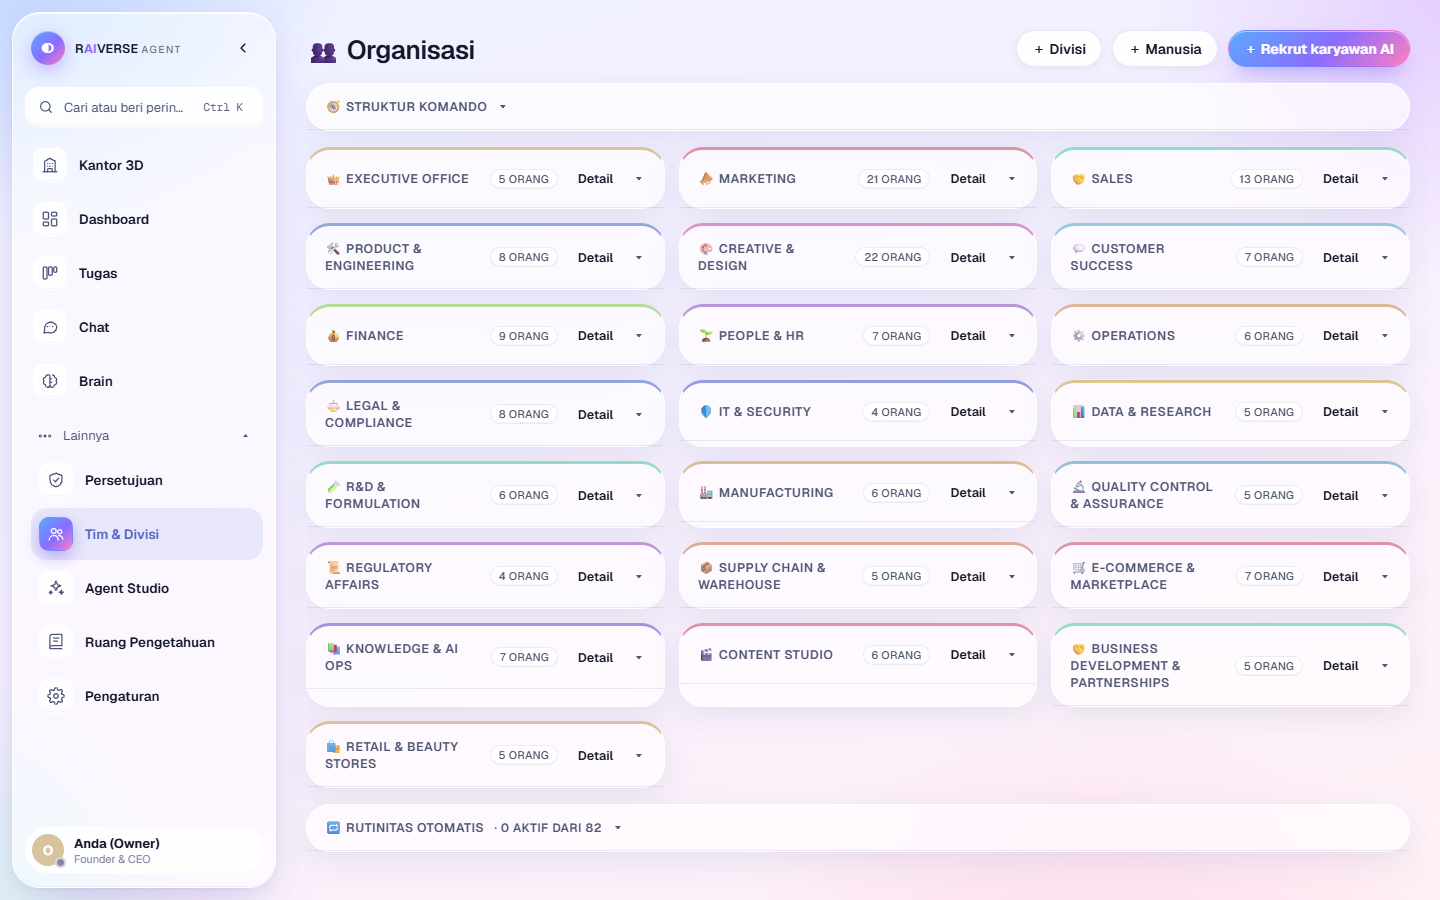 RAIVERSE AGENT
Cari atau beri perin... Ctrl K
Kantor 3D
Dashboard
Tugas
Chat
Brain
Lainnya
Persetujuan
Tim & Divisi
Agent Studio
Ruang Pengetahuan
Pengaturan
O
Anda (Owner)
Founder & CEO
Organisasi
+ Divisi
+ Manusia
+ Rekrut karyawan AI
STRUKTUR KOMANDO
EXECUTIVE OFFICE 5 ORANG Detail
MARKETING 21 ORANG Detail
SALES 13 ORANG Detail
PRODUCT &
ENGINEERING
8 ORANG Detail
CREATIVE &
DESIGN
22 ORANG Detail
CUSTOMER
SUCCESS
7 ORANG Detail
FINANCE 9 ORANG Detail
PEOPLE & HR 7 ORANG Detail
OPERATIONS 6 ORANG Detail
LEGAL &
COMPLIANCE
8 ORANG Detail
IT & SECURITY 4 ORANG Detail
DATA & RESEARCH 5 ORANG Detail
R&D &
FORMULATION
6 ORANG Detail
MANUFACTURING 6 ORANG Detail
QUALITY CONTROL
& ASSURANCE
5 ORANG Detail
REGULATORY
AFFAIRS
4 ORANG Detail
SUPPLY CHAIN &
WAREHOUSE
5 ORANG Detail
E-COMMERCE &
MARKETPLACE
7 ORANG Detail
KNOWLEDGE & AI
OPS
7 ORANG Detail
CONTENT STUDIO 6 ORANG Detail
BUSINESS
DEVELOPMENT &
PARTNERSHIPS
5 ORANG Detail
RETAIL & BEAUTY
STORES
5 ORANG Detail
RUTINITAS OTOMATIS · 0 AKTIF DARI 82